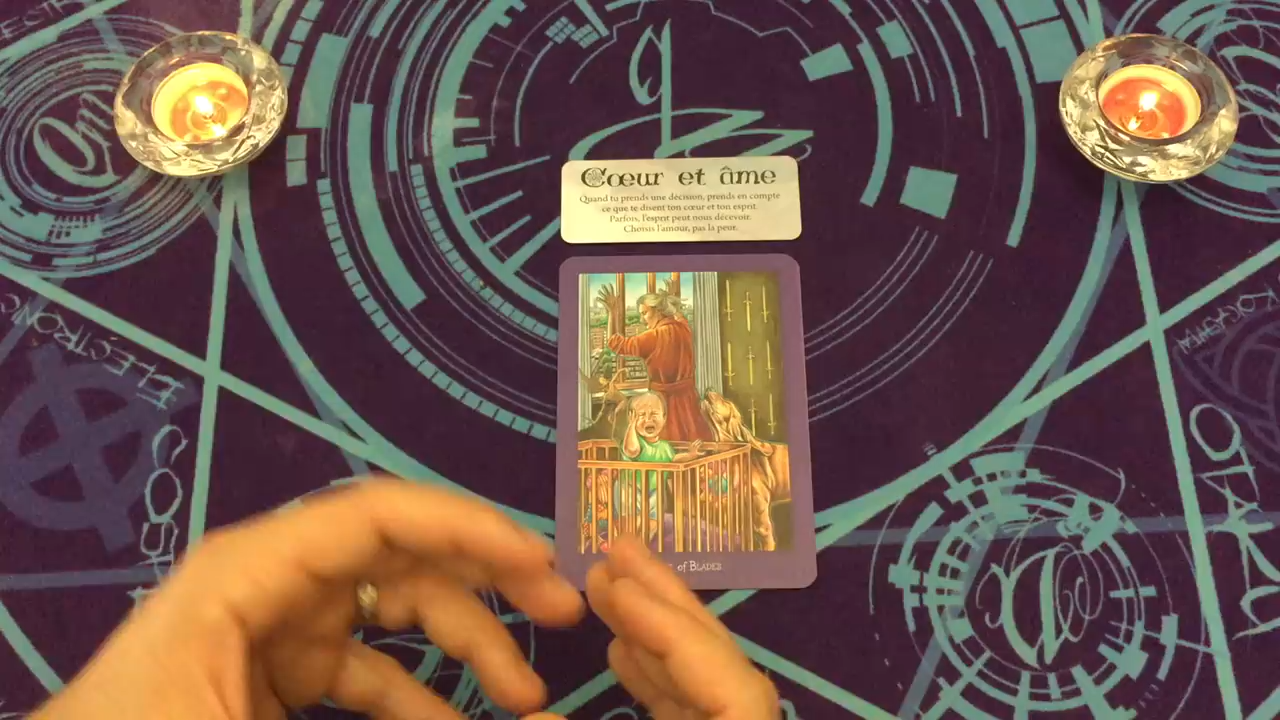 Cœur et âme
Quand tu prends une décision, prends en compte
ce que te disent ton cœur et ton esprit.
Parfois, l'esprit peut nous décevoir.
Choisis l'amour, pas la peur.
of BLADES
ELECTRONIC